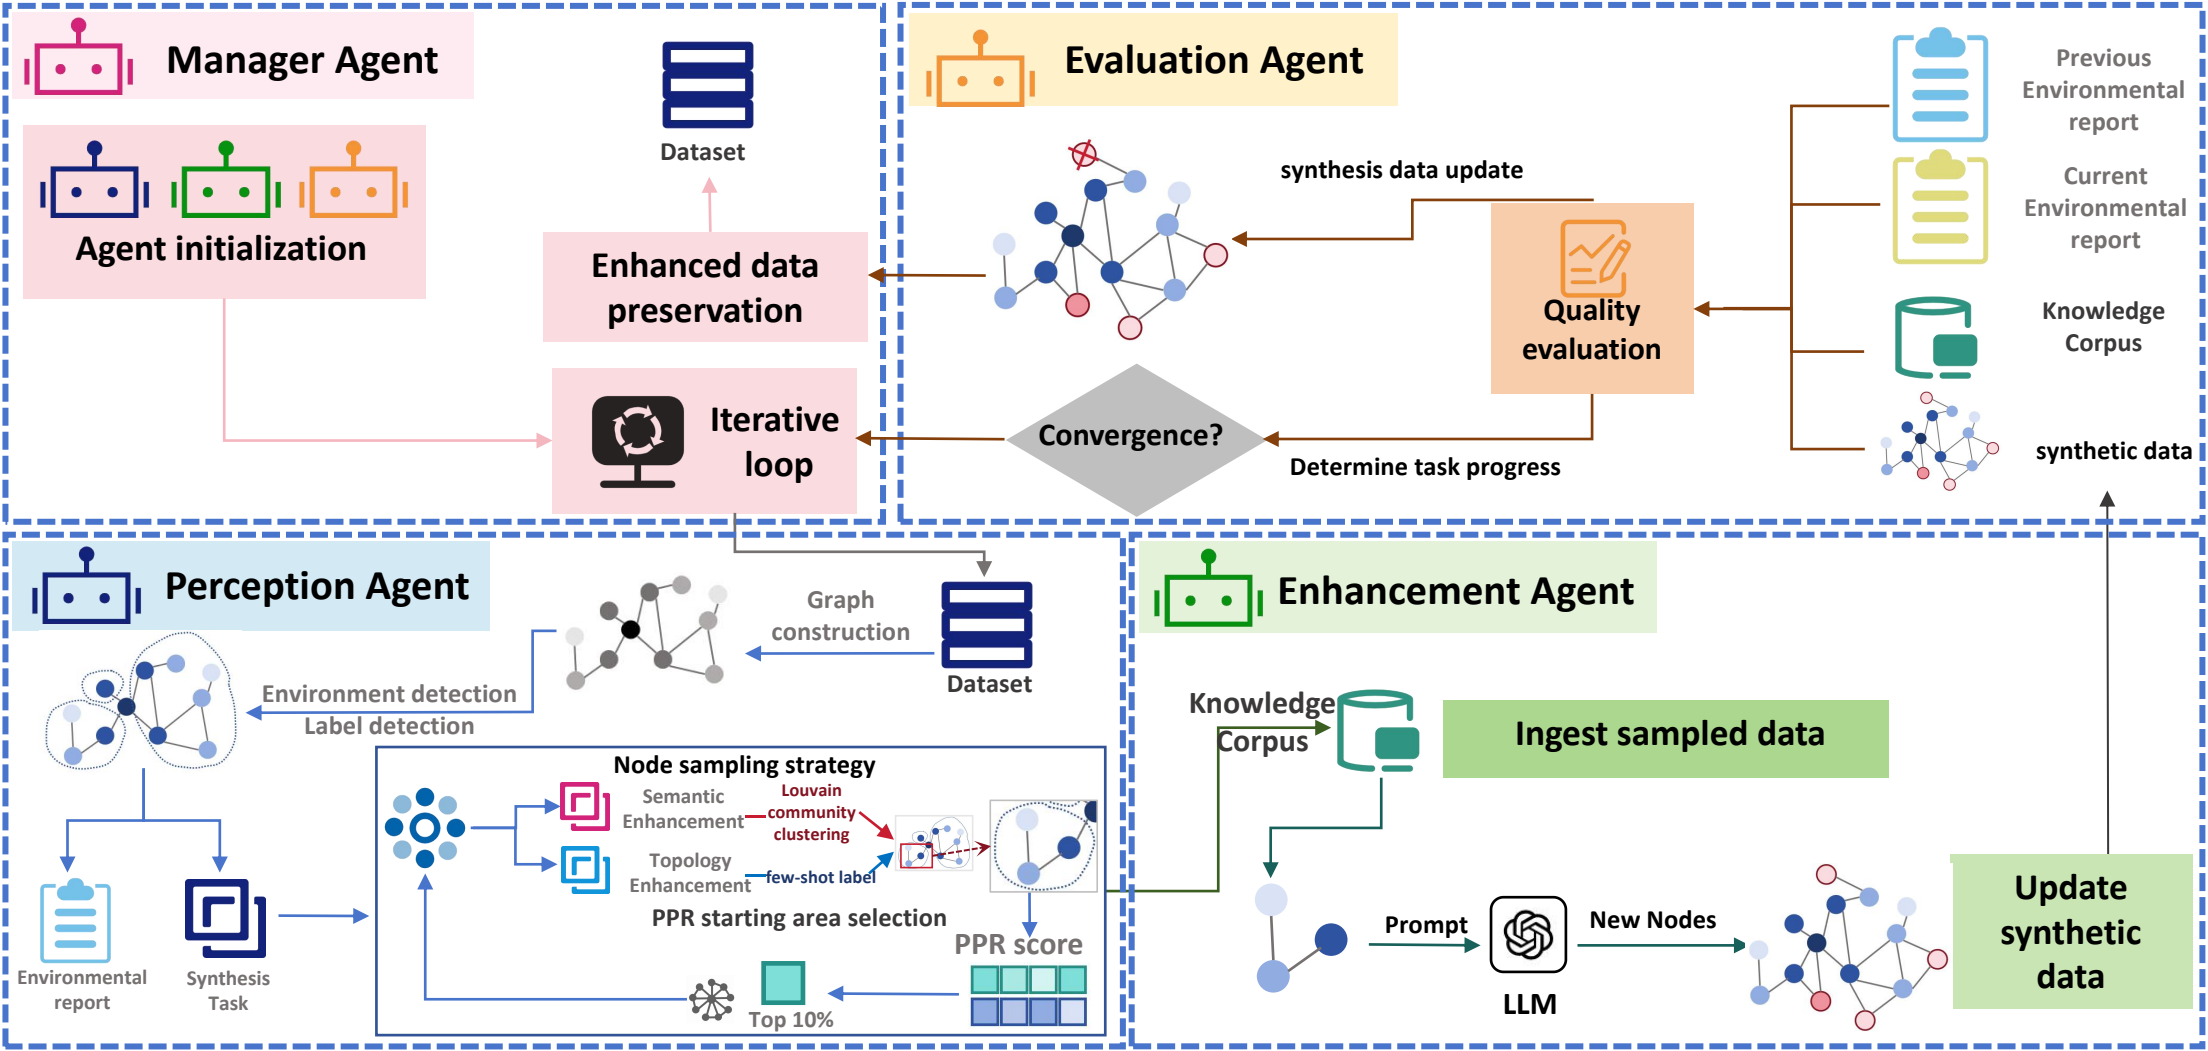 Manager Agent
Agent initialization
Dataset
Enhanced data
preservation
Iterative
loop
Evaluation Agent
synthesis data update
Quality
evaluation
Convergence?
Determine task progress
Previous
Environmental
report
Current
Environmental
report
Knowledge
Corpus
synthetic data
Perception Agent
Graph
construction
Dataset
Environment detection
Label detection
Environmental
report
Synthesis
Task
Node sampling strategy
Semantic
Enhancement
Louvain
community
clustering
Topology
Enhancement
few-shot label
PPR starting area selection
PPR score
Top 10%
Enhancement Agent
Knowledge
Corpus
Ingest sampled data
Prompt
LLM
New Nodes
Update
synthetic
data